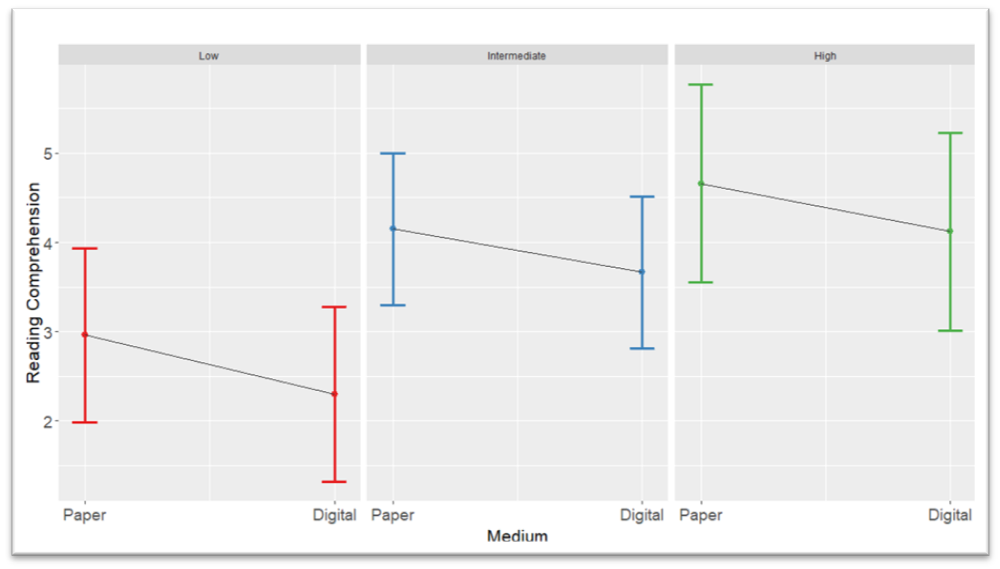 Low Intermediate High
5
4
3
2
Reading Comprehension
Paper Digital Paper Digital Paper Digital
Medium